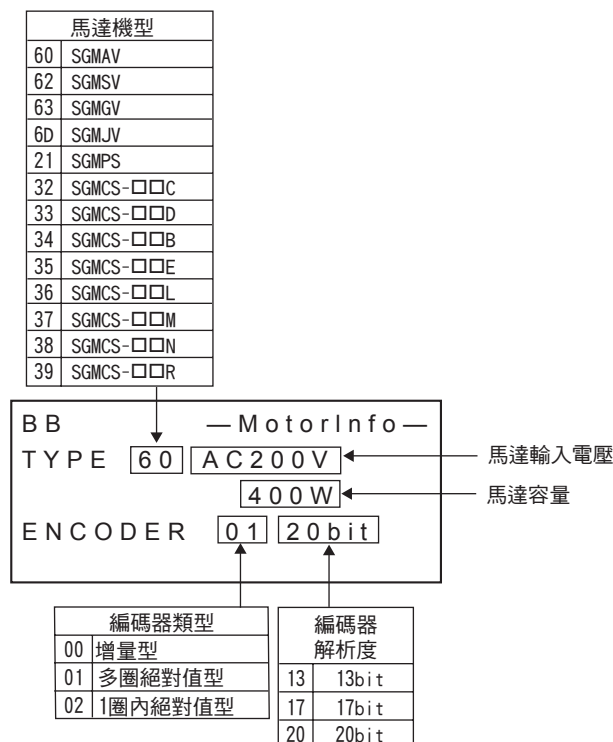 馬達機型
60 SGMAV
62 SGMSV
63 SGMGV
6D SGMJV
21 SGMPS
32 SGMCS-□□C
33 SGMCS-□□D
34 SGMCS-□□B
35 SGMCS-□□E
36 SGMCS-□□L
37 SGMCS-□□M
38 SGMCS-□□N
39 SGMCS-□□R
BB —MotorInfo—
TYPE 60 AC200V
馬達輸入電壓
400W
馬達容量
ENCODER 01 20bit
編碼器類型
00 增量型
01 多圈絕對值型
02 1圈內絕對值型
編碼器
解析度
13 13bit
17 17bit
20 20bit